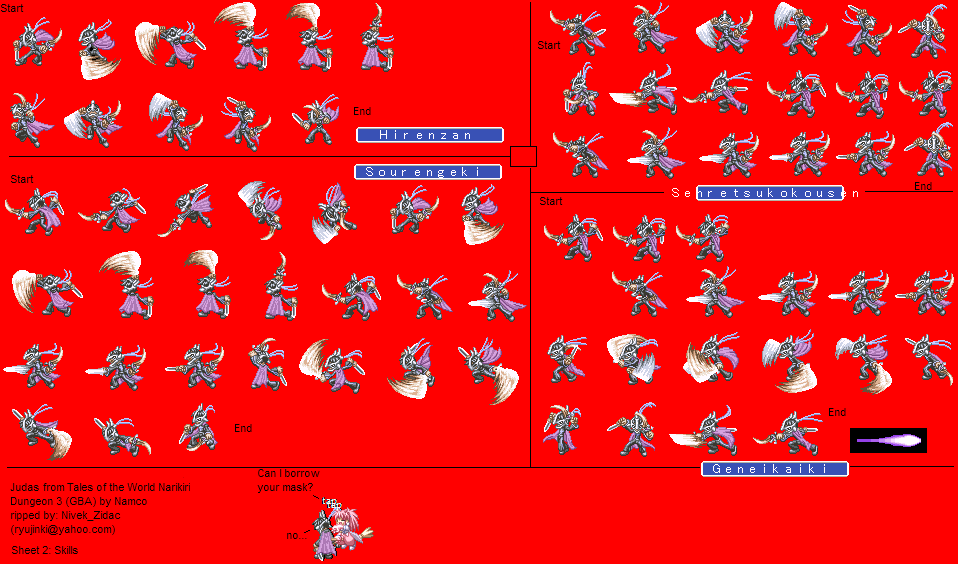 Start
End
Hirenzan
Start
End
Senretsukokousen
Sourengeki
Start
End
Start
End
Geneikaiki
Judas from Tales of the World Narikiri
Dungeon 3 (GBA) by Namco
ripped by: Nivek_Zidac
(ryujinki@yahoo.com)
Sheet 2: Skills
Can I borrow
your mask?
tap
tap
no...